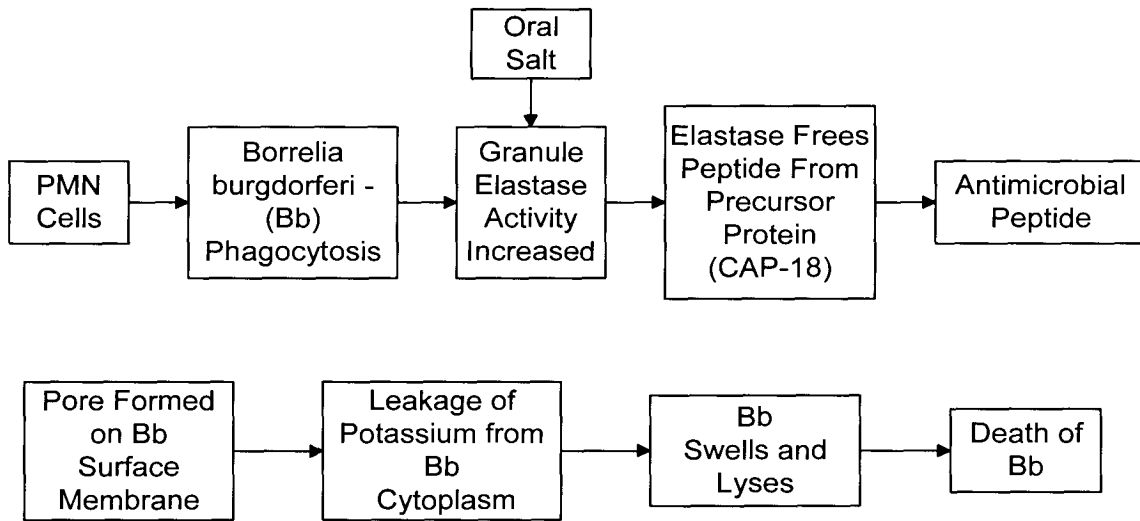 Oral
Salt
PMN
Cells
Borrelia
burgdorferi -
(Bb)
Phagocytosis
Granule
Elastase
Activity
Increased
Elastase Frees
Peptide From
Precursor
Protein
(CAP-18)
Antimicrobial
Peptide
Pore Formed
on Bb
Surface
Membrane
Leakage of
Potassium from
Bb
Cytoplasm
Bb
Swells and
Lyses
Death of
Bb